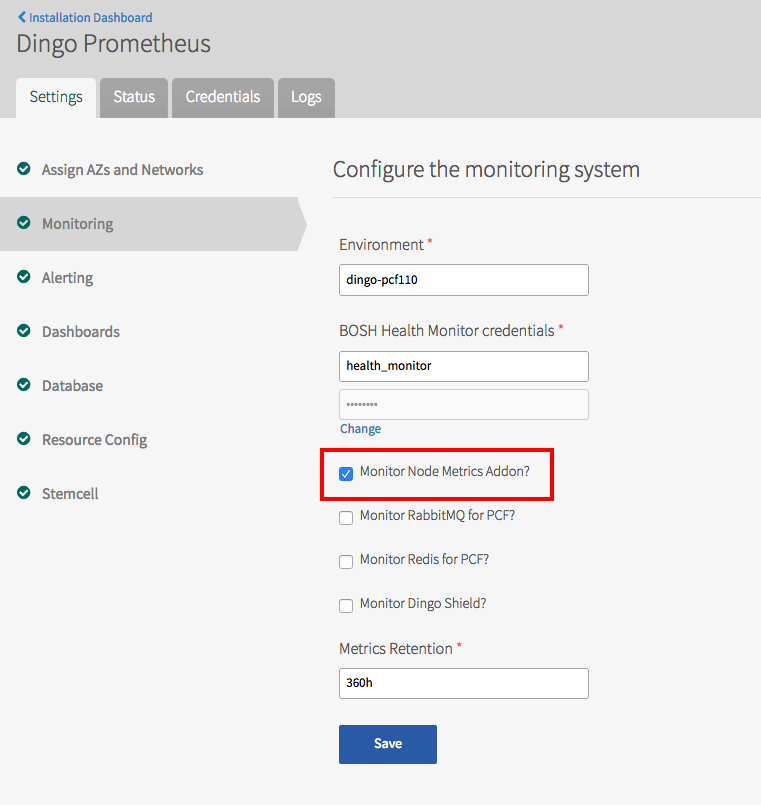 Installation Dashboard
Dingo Prometheus
Settings
Status
Credentials
Logs
Assign AZs and Networks
Monitoring
Alerting
Dashboards
Database
Resource Config
Stemcell
Configure the monitoring system
Environment *
dingo-pcf110
BOSH Health Monitor credentials *
health_monitor
••••••••
Change
Monitor Node Metrics Addon?
Monitor RabbitMQ for PCF?
Monitor Redis for PCF?
Monitor Dingo Shield?
Metrics Retention *
360h
Save